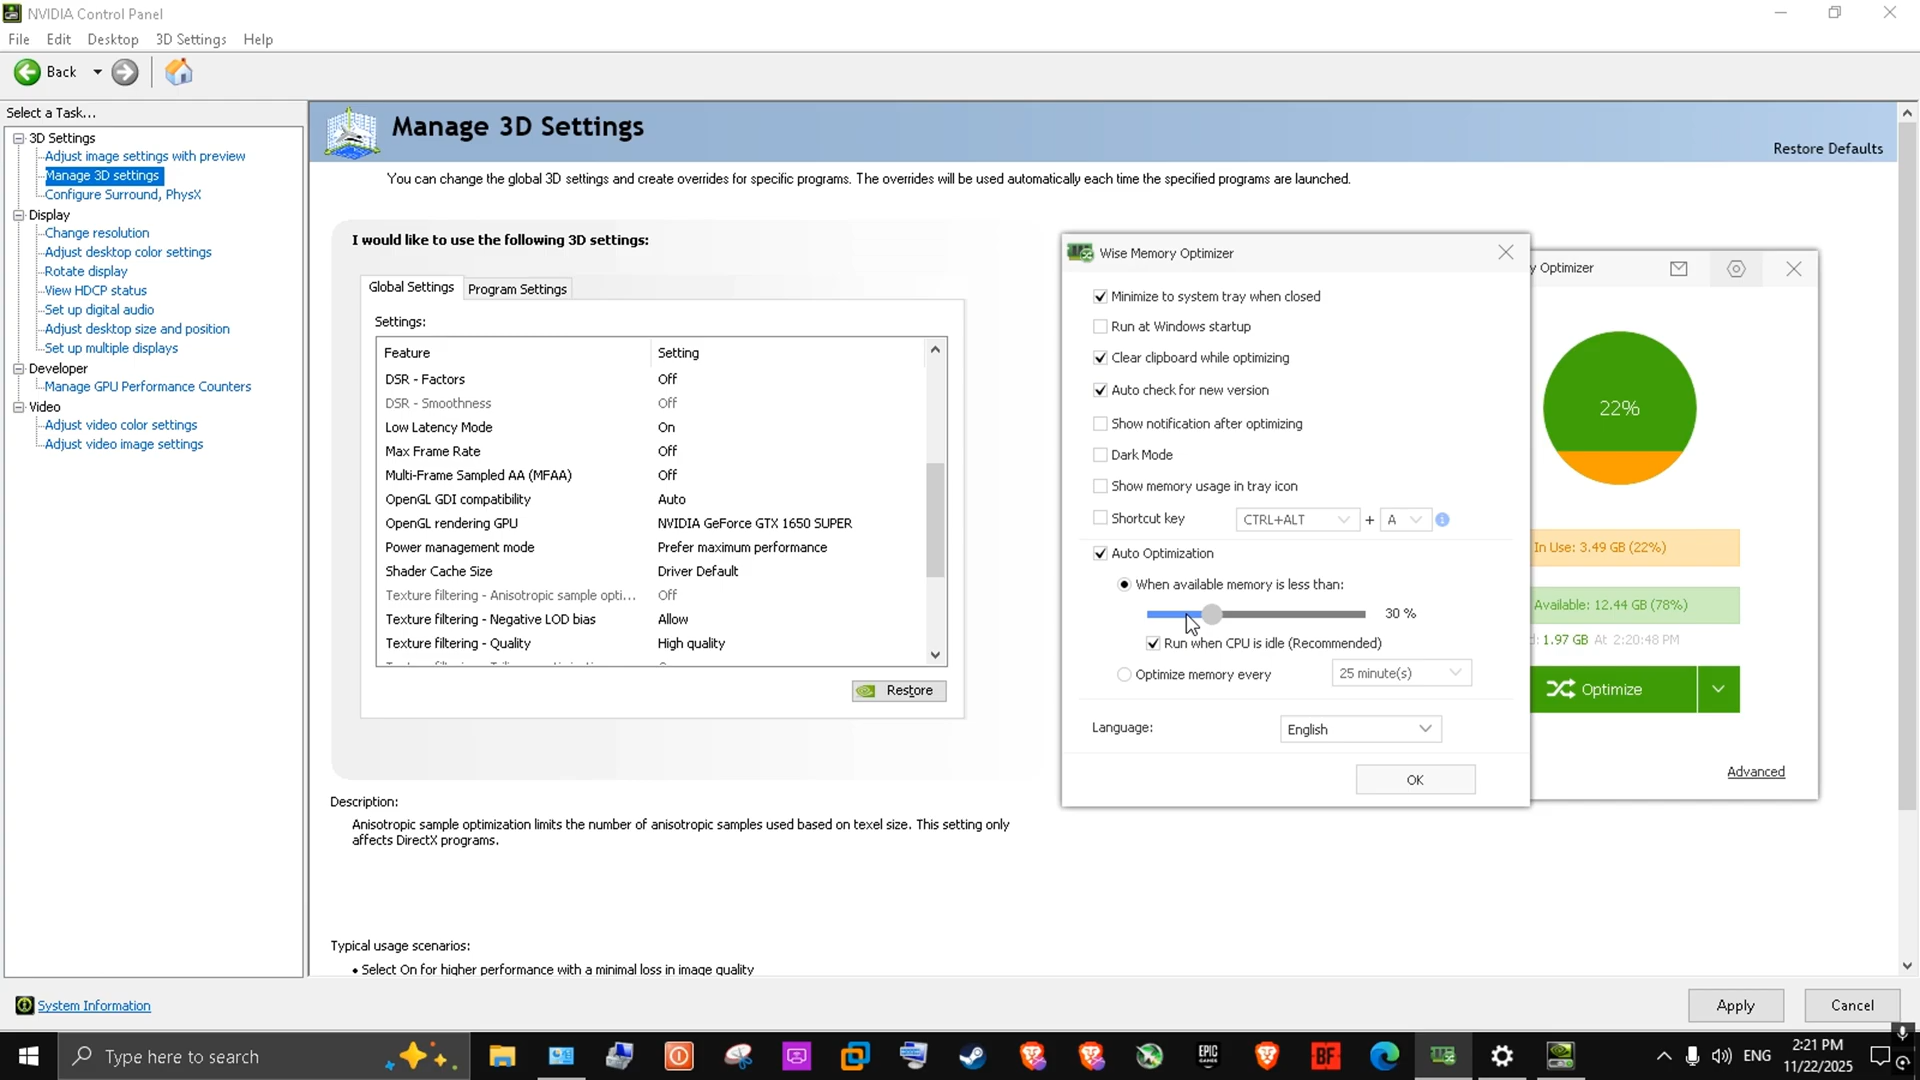 NVIDIA Control Panel
File Edit Desktop 3D Settings Help
Back
Select a Task...
3D Settings
Adjust image settings with preview
Manage 3D settings
Configure Surround, PhysX
Display
Change resolution
Adjust desktop color settings
Rotate display
View HDCP status
Set up digital audio
Adjust desktop size and position
Set up multiple displays
Developer
Manage GPU Performance Counters
Video
Adjust video color settings
Adjust video image settings
System Information
Manage 3D Settings
Restore Defaults
You can change the global 3D settings and create overrides for specific programs. The overrides will be used automatically each time the specified programs are launched.
I would like to use the following 3D settings:
Global Settings Program Settings
Settings:
Feature Setting
DSR - Factors Off
DSR - Smoothness Off
Low Latency Mode On
Max Frame Rate Off
Multi-Frame Sampled AA (MFAA) Off
OpenGL GDI compatibility Auto
OpenGL rendering GPU NVIDIA GeForce GTX 1650 SUPER
Power management mode Prefer maximum performance
Shader Cache Size Driver Default
Texture filtering - Anisotropic sample opti... Off
Texture filtering - Negative LOD bias Allow
Texture filtering - Quality High quality
Restore
Description:
Anisotropic sample optimization limits the number of anisotropic samples used based on texel size. This setting only
affects DirectX programs.
Typical usage scenarios:
• Select On for higher performance with a minimal loss in image quality
Apply Cancel
Wise Memory Optimizer
Minimize to system tray when closed
Run at Windows startup
Clear clipboard while optimizing
Auto check for new version
Show notification after optimizing
Dark Mode
Show memory usage in tray icon
Shortcut key CTRL+ALT + A
Auto Optimization
When available memory is less than:
30 %
Run when CPU is idle (Recommended)
Optimize memory every 25 minute(s)
Language: English
OK
y Optimizer
22%
In Use: 3.49 GB (22%)
Available: 12.44 GB (78%)
d: 1.97 GB At 2:20:48 PM
Optimize
Advanced
Type here to search
EPIC
GAMES
BF
ENG
2:21 PM
11/22/2025